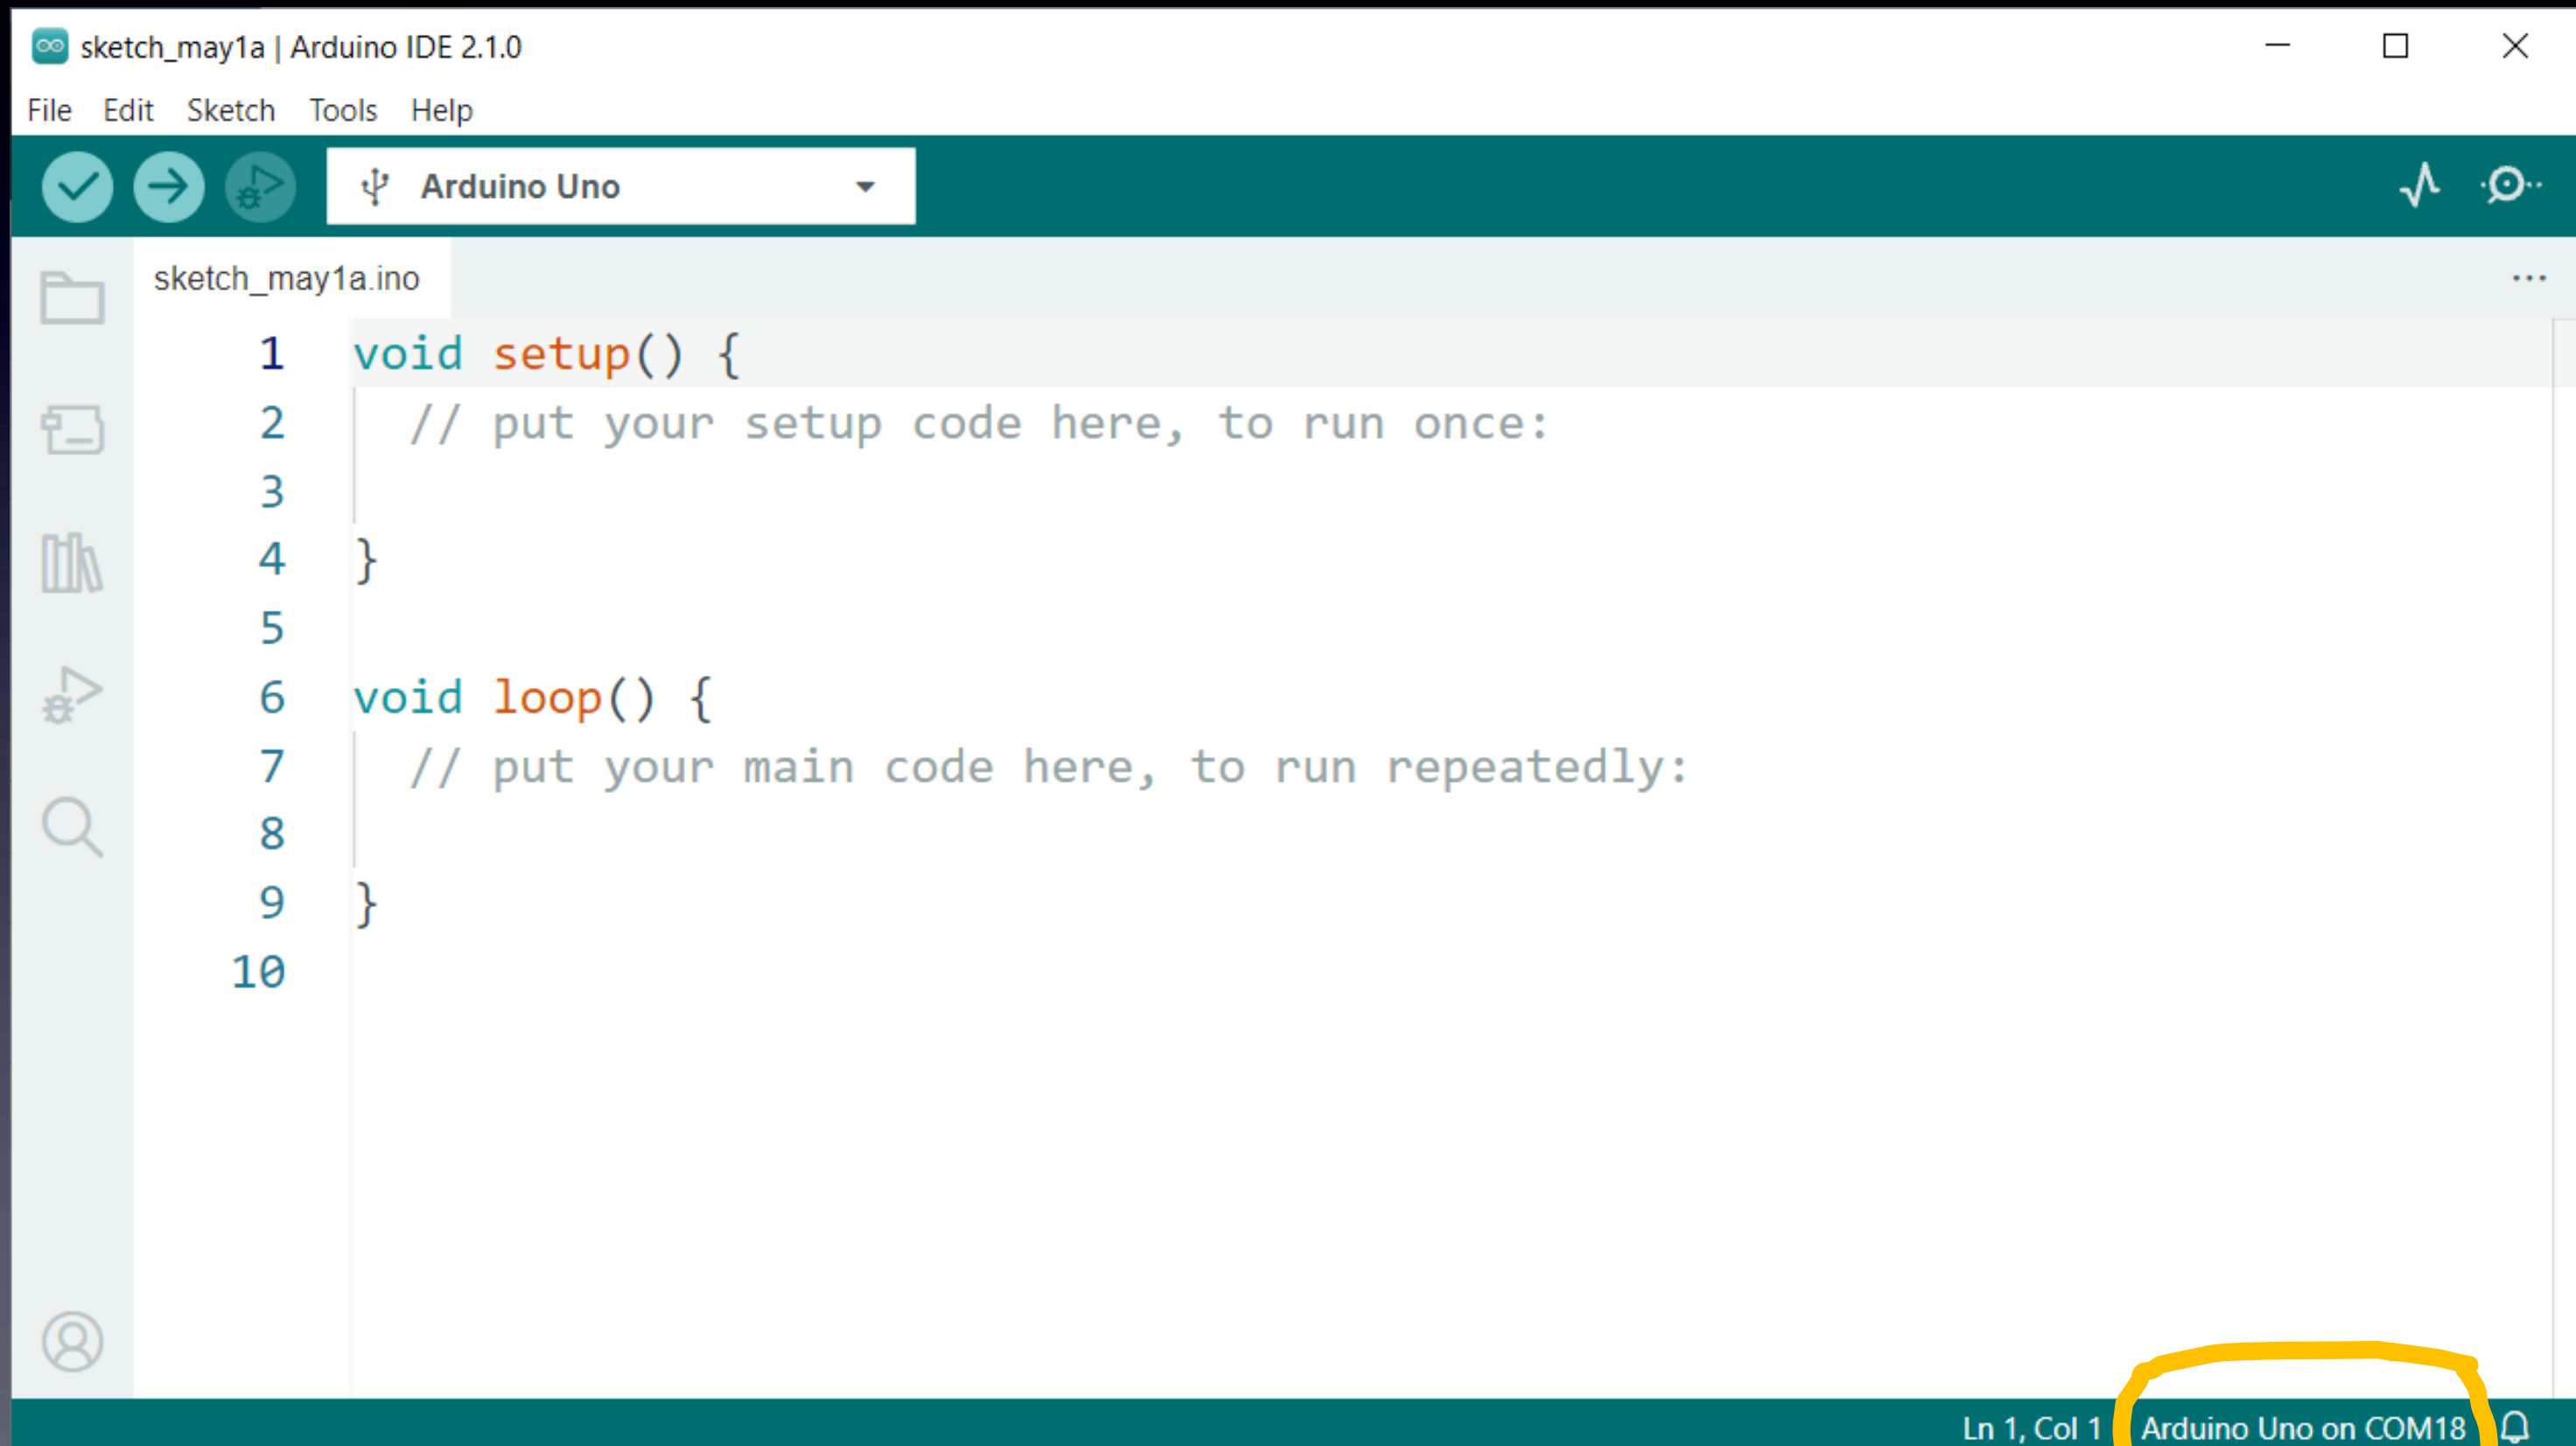 sketch_may1a | Arduino IDE 2.1.0
File Edit Sketch Tools Help
Arduino Uno
sketch_may1a.ino
1 void setup() {
2 // put your setup code here, to run once:
3
4 }
5
6 void loop() {
7 // put your main code here, to run repeatedly:
8
9 }
10
Ln 1, Col 1 Arduino Uno on COM18